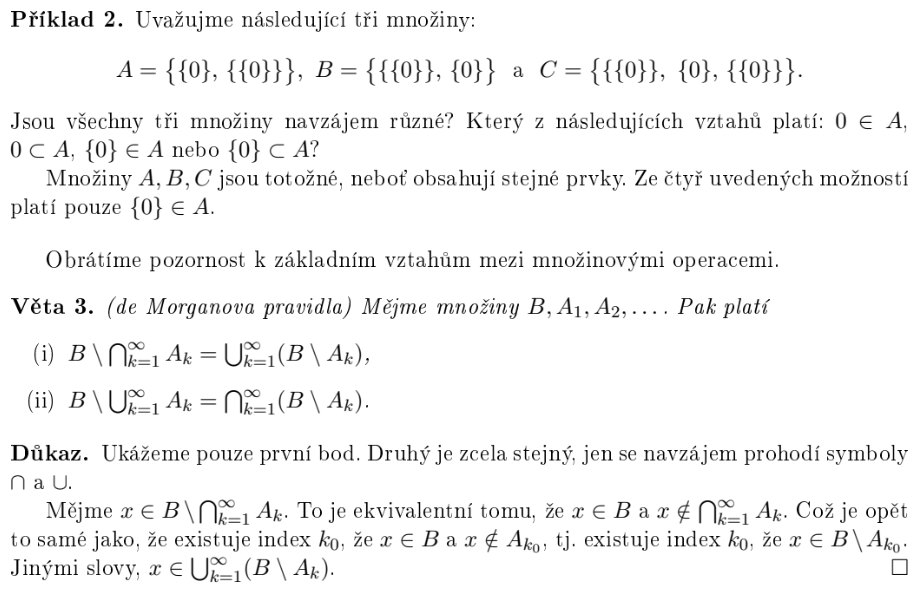 Příklad 2. Uvažujme následující tři množiny:
A = {{0}, {{0}}}, B = {{{0}}, {0}} a C = {{{0}}, {0}, {{0}}}.
Jsou všechny tři množiny navzájem různé? Který z následujících vztahů platí: 0 ∈ A,
0 ⊂ A, {0} ∈ A nebo {0} ⊂ A?
Množiny A, B, C jsou totožné, neboť obsahují stejné prvky. Ze čtyř uvedených možností
platí pouze {0} ∈ A.
Obrátíme pozornost k základním vztahům mezi množinovými operacemi.
Věta 3. (de Morganova pravidla) Mějme množiny B, A₁, A₂, .... Pak platí
(i) B \ ⋂_{k=1}^∞ A_k = ⋃_{k=1}^∞ (B \ A_k),
(ii) B \ ⋃_{k=1}^∞ A_k = ⋂_{k=1}^∞ (B \ A_k).
Důkaz. Ukážeme pouze první bod. Druhý je zcela stejný, jen se navzájem prohodí symboly
∩ a ∪.
Mějme x ∈ B \ ⋂_{k=1}^∞ A_k. To je ekvivalentní tomu, že x ∈ B a x ∉ ⋂_{k=1}^∞ A_k. Což je opět
to samé jako, že existuje index k₀, že x ∈ B a x ∉ A_{k₀}, tj. existuje index k₀, že x ∈ B \ A_{k₀}.
Jinými slovy, x ∈ ⋃_{k=1}^∞ (B \ A_k). □